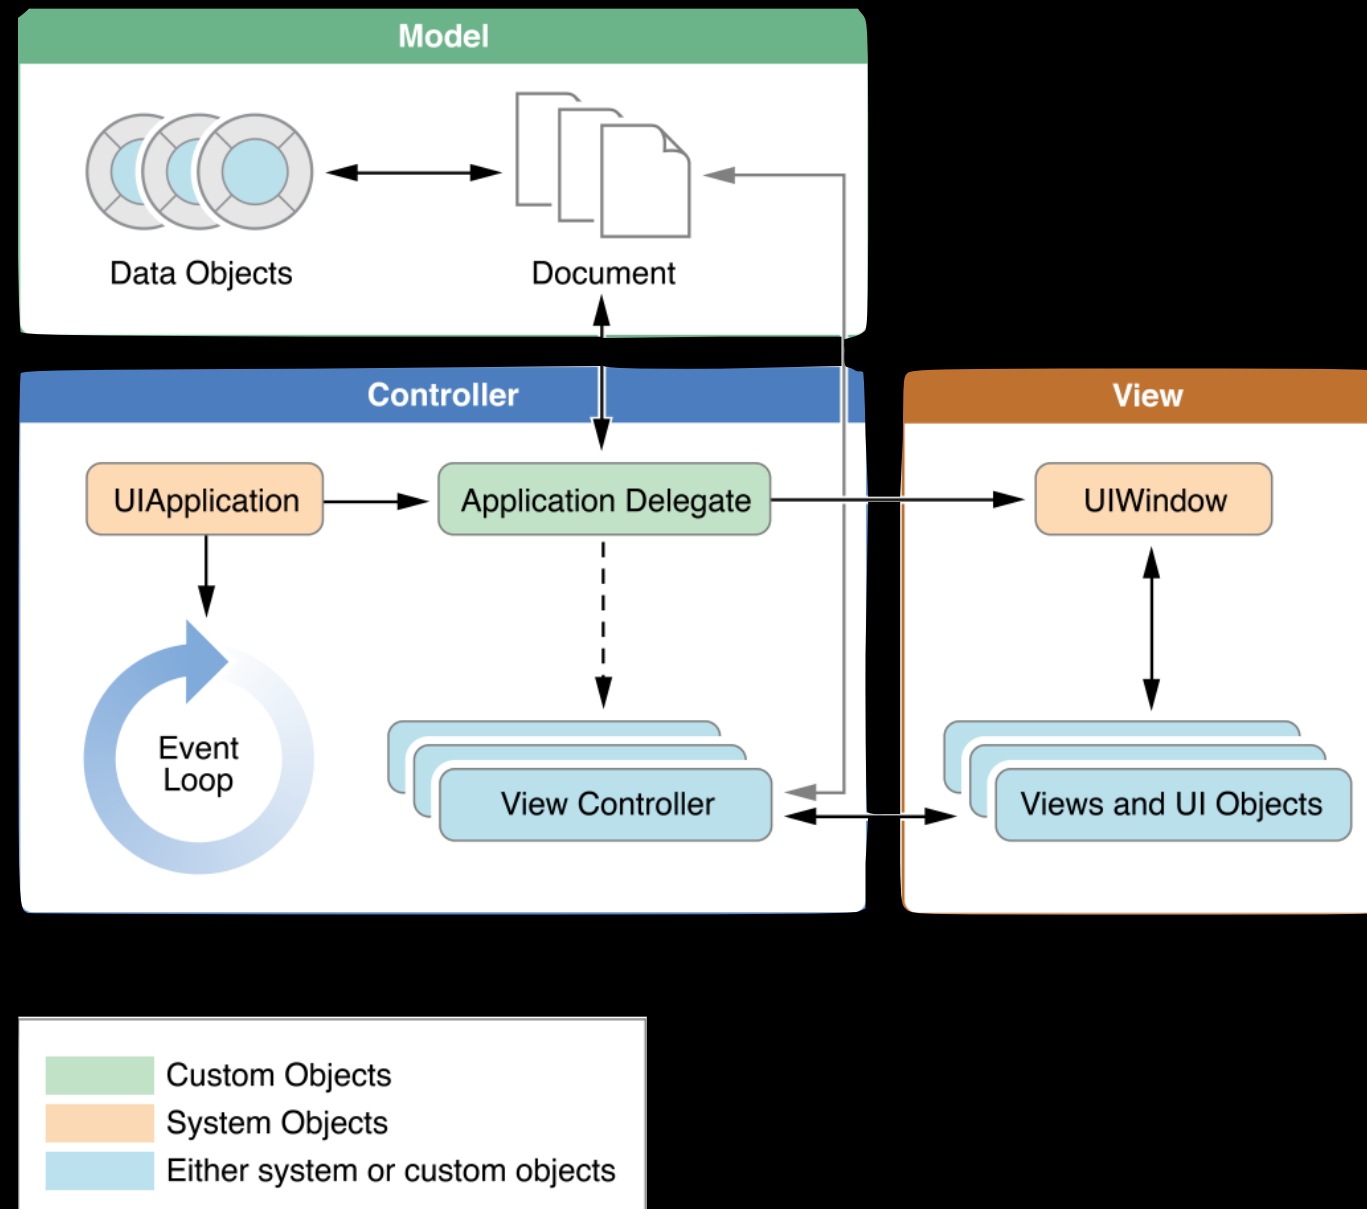 Model
Data Objects
Document
Controller
View
UIApplication
Application Delegate
UIWindow
Event
Loop
View Controller
Views and UI Objects
Custom Objects
System Objects
Either system or custom objects